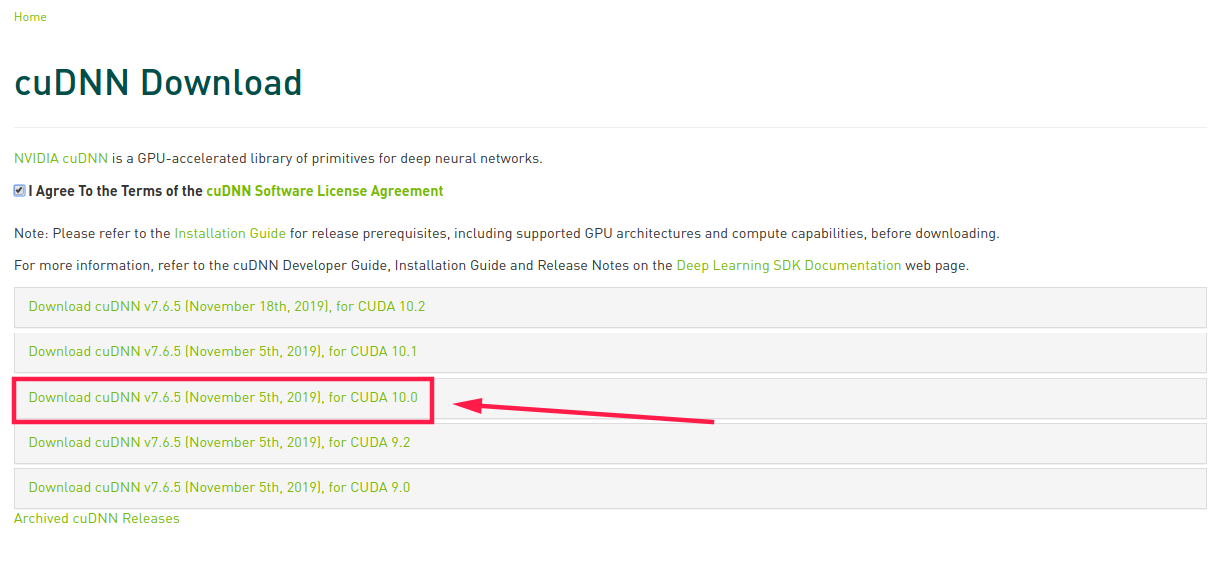 Home
cuDNN Download
NVIDIA cuDNN is a GPU-accelerated library of primitives for deep neural networks.
I Agree To the Terms of the cuDNN Software License Agreement
Note: Please refer to the Installation Guide for release prerequisites, including supported GPU architectures and compute capabilities, before downloading.
For more information, refer to the cuDNN Developer Guide, Installation Guide and Release Notes on the Deep Learning SDK Documentation web page.
Download cuDNN v7.6.5 (November 18th, 2019), for CUDA 10.2
Download cuDNN v7.6.5 (November 5th, 2019), for CUDA 10.1
Download cuDNN v7.6.5 (November 5th, 2019), for CUDA 10.0
Download cuDNN v7.6.5 (November 5th, 2019), for CUDA 9.2
Download cuDNN v7.6.5 (November 5th, 2019), for CUDA 9.0
Archived cuDNN Releases